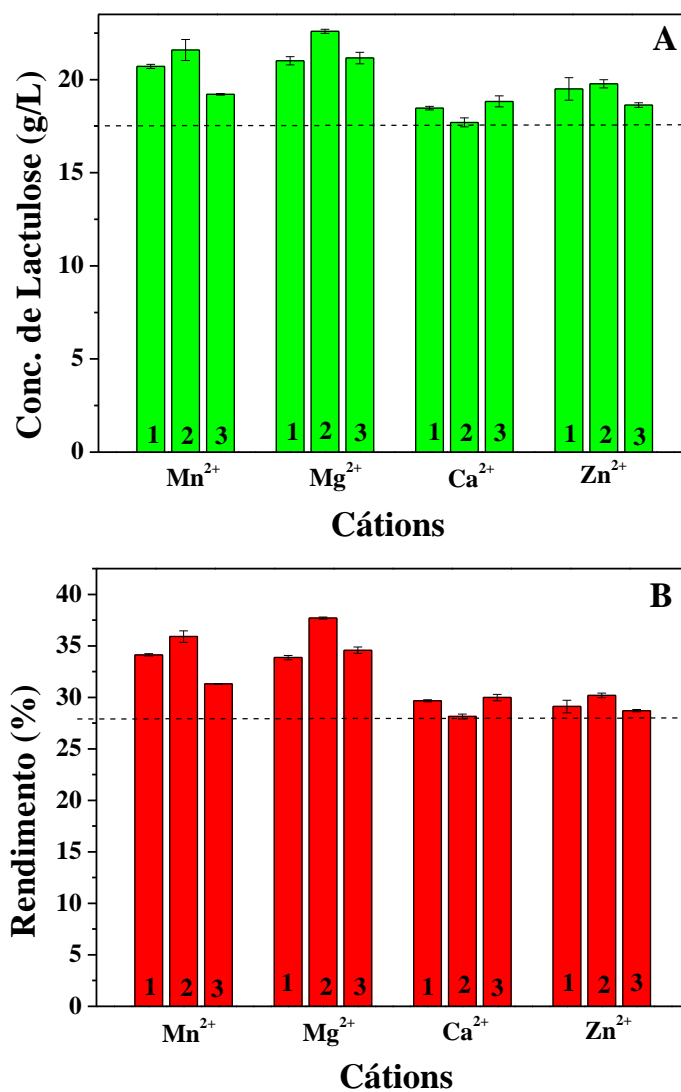 A
Conc. de Lactulose (g/L)
20
15
10
5
0
1 2 3 1 2 3 1 2 3 1 2 3
Mn²⁺ Mg²⁺ Ca²⁺ Zn²⁺
Cátions
B
Rendimento (%)
40
35
30
25
20
15
10
5
0
1 2 3 1 2 3 1 2 3 1 2 3
Mn²⁺ Mg²⁺ Ca²⁺ Zn²⁺
Cátions